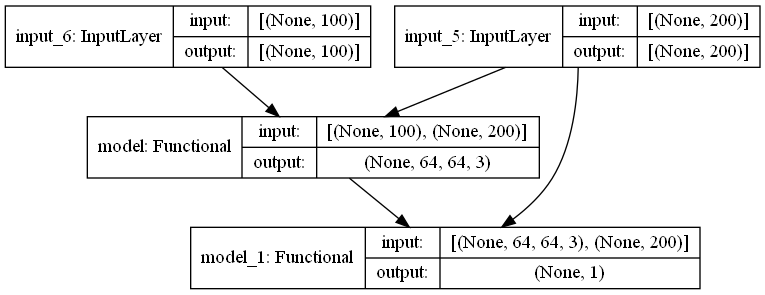 input_6: InputLayer input: [(None, 100)]
output: [(None, 100)]
input_5: InputLayer input: [(None, 200)]
output: [(None, 200)]
model: Functional input: [(None, 100), (None, 200)]
output: (None, 64, 64, 3)
model_1: Functional input: [(None, 64, 64, 3), (None, 200)]
output: (None, 1)